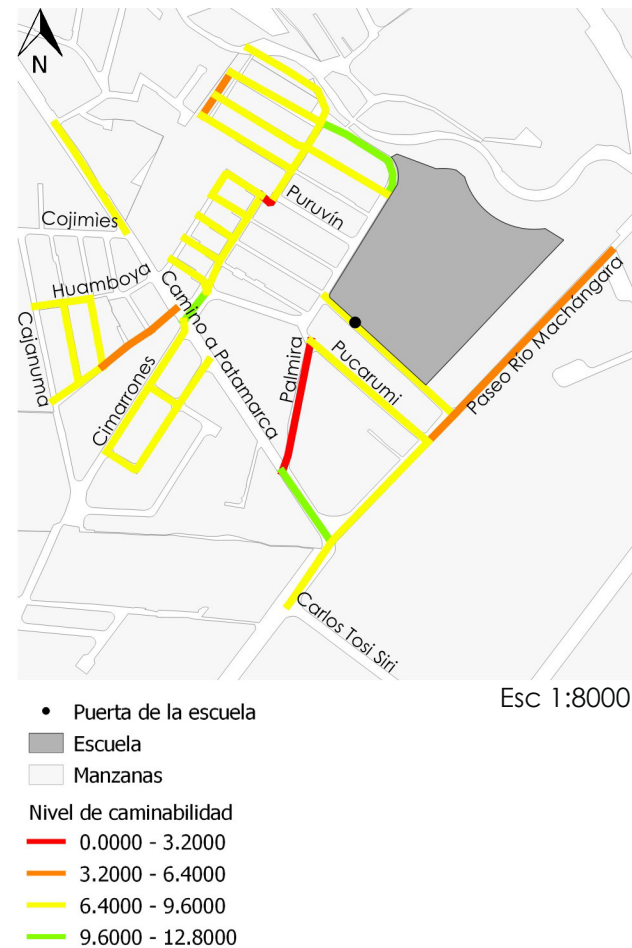 N
Cojimìes
Puruvín
Huamboya
Camino a Patamarca
Cajanuma
Cimarrones
Palmira
Pucarumi
Paseo Río Machángara
Carlos Tosi Siri
Esc 1:8000
Puerta de la escuela
Escuela
Manzanas
Nivel de caminabilidad
0.0000 - 3.2000
3.2000 - 6.4000
6.4000 - 9.6000
9.6000 - 12.8000